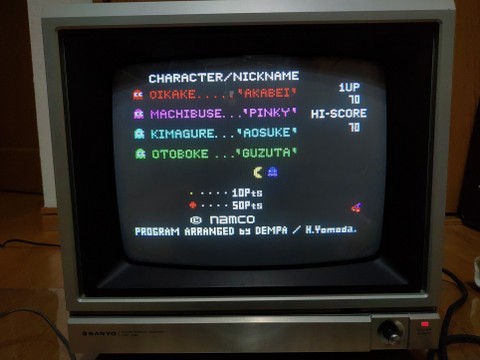 CHARACTER/NICKNAME
OIKAKE....."AKABEI"
MACHIBUSE..."PINKY"
KIMAGURE..."AOSUKE"
OTOBOKE ..."GUZUTA"
1UP
70
HI-SCORE
70
..... 10Pts
.... 50Pts
© namco
PROGRAM ARRANGED by DEMPA / H.Yamada.
SANYO